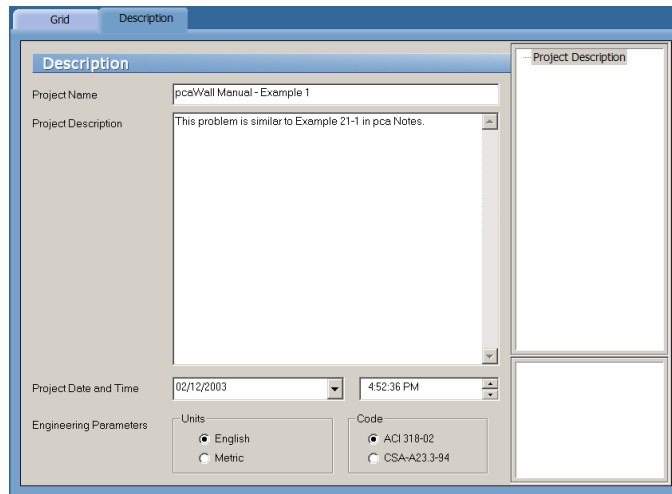 Grid Description
Description
Project Description
Project Name pcaWall Manual - Example 1
Project Description This problem is similar to Example 21-1 in pca Notes.
Project Date and Time 02/12/2003 4:52:36 PM
Engineering Parameters
Units
English
Metric
Code
ACI 318-02
CSA-A23.3-94